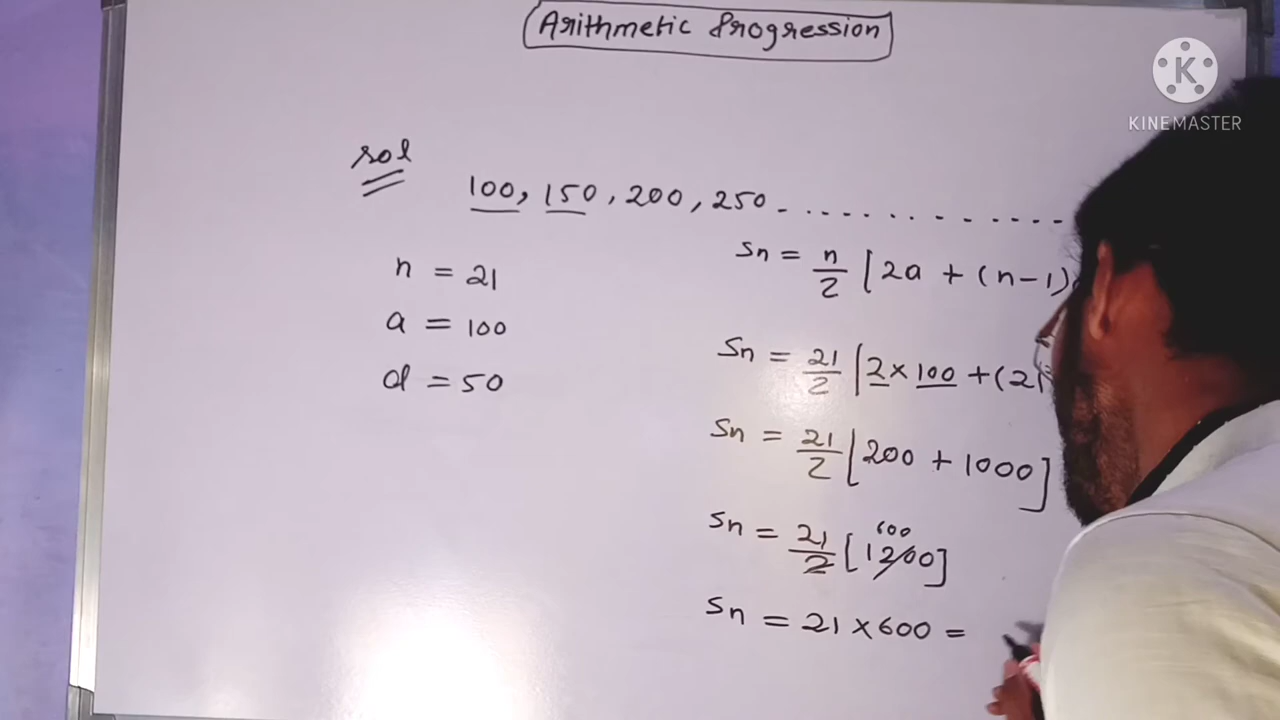 Arithmetic Progression
KINEMASTER
sol
100, 150, 200, 250 - . . . . . . . . . . . . .
n = 21
a = 100
d = 50
Sn = n/2 [2a + (n-1)
Sn = 21/2 [2 × 100 + (21
Sn = 21/2 [200 + 1000]
Sn = 21/2 [1200] 600
Sn = 21 × 600 =